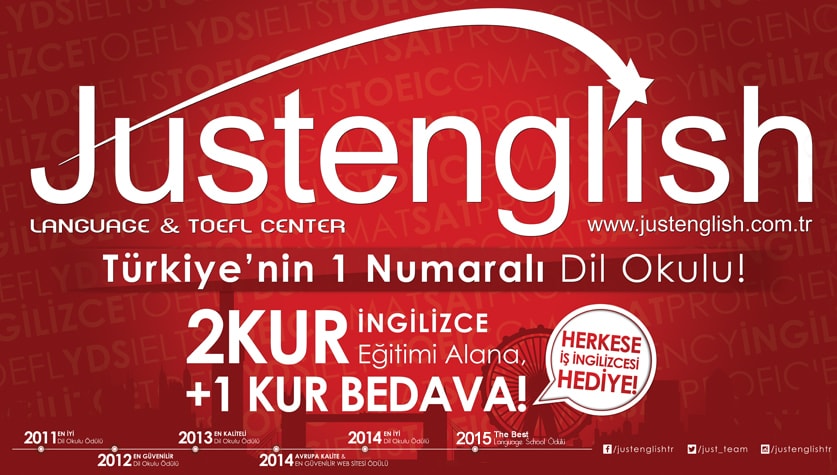 Justenglish
LANGUAGE & TOEFL CENTER
www.justenglish.com.tr
Türkiye’nin 1 Numaralı Dil Okulu!
2KUR İNGİLİZCE
Eğitimi Alana,
+1 KUR BEDAVA!
HERKESE
İŞ İNGİLİZCESİ
HEDİYE!
2011 EN İYİ
Dil Okulu Ödülü
2012 EN GÜVENİLİR
Dil Okulu Ödülü
2013 EN KALİTELİ
Dil Okulu Ödülü
2014 AVRUPA KALİTE &
EN GÜVENİLİR WEB SİTESİ ÖDÜLÜ
2014 EN İYİ
Dil Okulu Ödülü
2015 The Best
Language School Ödülü
/justenglishtr
/just_team
/justenglishtr